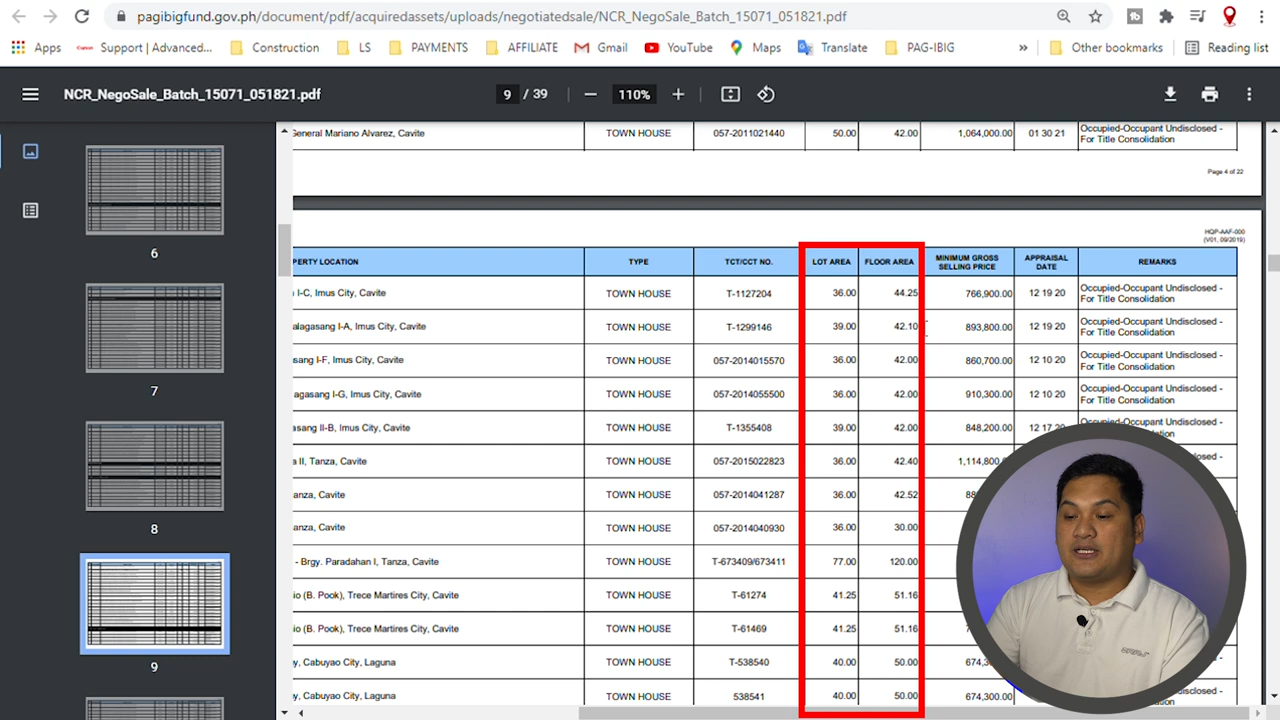 pagibigfund.gov.ph/document/pdf/acquiredassets/uploads/negotiatedsale/NCR_NegoSale_Batch_15071_051821.pdf
Apps Support | Advanced... Construction LS PAYMENTS AFFILIATE Gmail YouTube Maps Translate PAG-IBIG » Other bookmarks Reading list
NCR_NegoSale_Batch_15071_051821.pdf 9 / 39 110%
General Mariano Alvarez, Cavite TOWN HOUSE 057-2011021440 50.00 42.00 1,064,000.00 01 30 21 Occupied-Occupant Undisclosed - For Title Consolidation
Page 4 of 22
HQP-AAF-000
(V01, 09/2019)
PERTY LOCATION TYPE TCT/CCT NO. LOT AREA FLOOR AREA MINIMUM GROSS SELLING PRICE APPRAISAL DATE REMARKS
I-C, Imus City, Cavite TOWN HOUSE T-1127204 36.00 44.25 766,900.00 12 19 20 Occupied-Occupant Undisclosed - For Title Consolidation
alagasang I-A, Imus City, Cavite TOWN HOUSE T-1299146 39.00 42.10 893,800.00 12 19 20 Occupied-Occupant Undisclosed - For Title Consolidation
sang I-F, Imus City, Cavite TOWN HOUSE 057-2014015570 36.00 42.00 860,700.00 12 10 20 Occupied-Occupant Undisclosed - For Title Consolidation
agasang I-G, Imus City, Cavite TOWN HOUSE 057-2014055500 36.00 42.00 910,300.00 12 10 20 Occupied-Occupant Undisclosed - For Title Consolidation
asang II-B, Imus City, Cavite TOWN HOUSE T-1355408 39.00 42.00 848,200.00 12 17 20 Occupied-Occupant Undisclosed -
a II, Tanza, Cavite TOWN HOUSE 057-2015022823 36.00 42.40 1,114,800
anza, Cavite TOWN HOUSE 057-2014041287 36.00 42.52
anza, Cavite TOWN HOUSE 057-2014040930 36.00 30.00
- Brgy. Paradahan I, Tanza, Cavite TOWN HOUSE T-673409/673411 77.00 120.00
io (B. Pook), Trece Martires City, Cavite TOWN HOUSE T-61274 41.25 51.16
io (B. Pook), Trece Martires City, Cavite TOWN HOUSE T-61469 41.25 51.16
y, Cabuyao City, Laguna TOWN HOUSE T-538540 40.00 50.00 674,3
y, Cabuyao City, Laguna TOWN HOUSE 538541 40.00 50.00 674,300
6
7
8
9